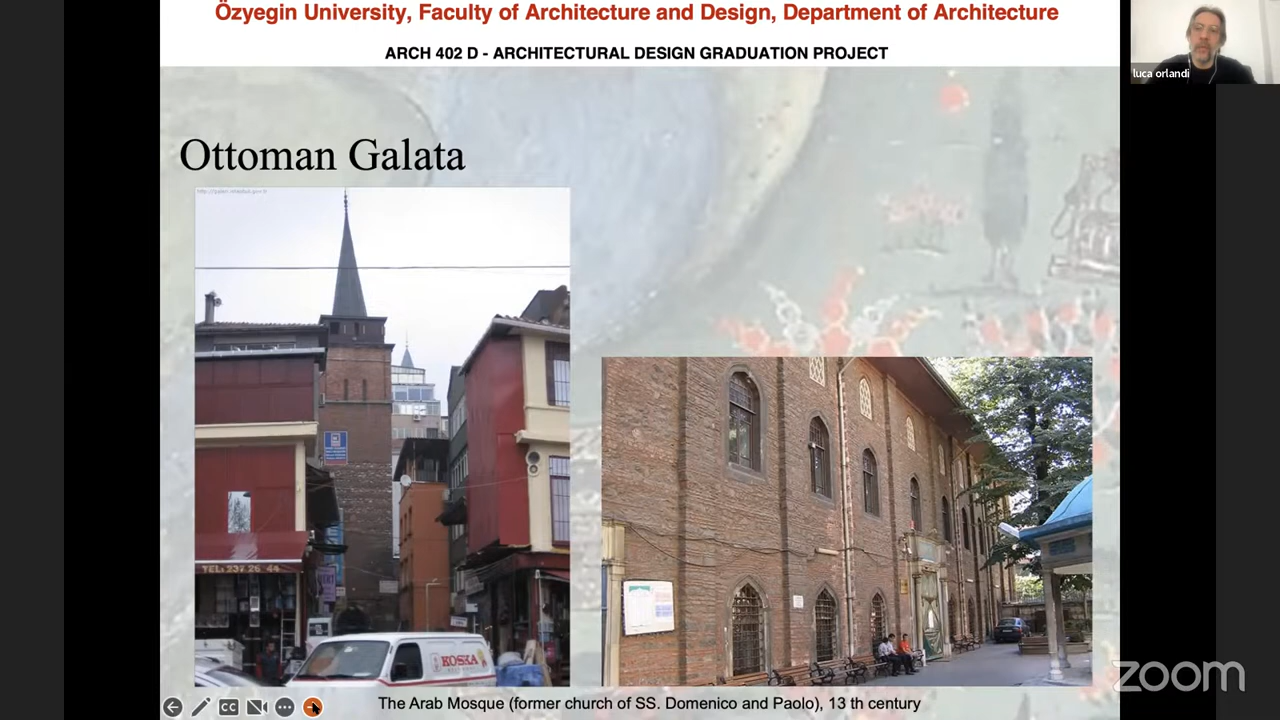 Özyegin University, Faculty of Architecture and Design, Department of Architecture
ARCH 402 D - ARCHITECTURAL DESIGN GRADUATION PROJECT
luca orlandi
Ottoman Galata
TEL: 237 26 44
KOSKA
CC
zoom
The Arab Mosque (former church of SS. Domenico and Paolo), 13 th century